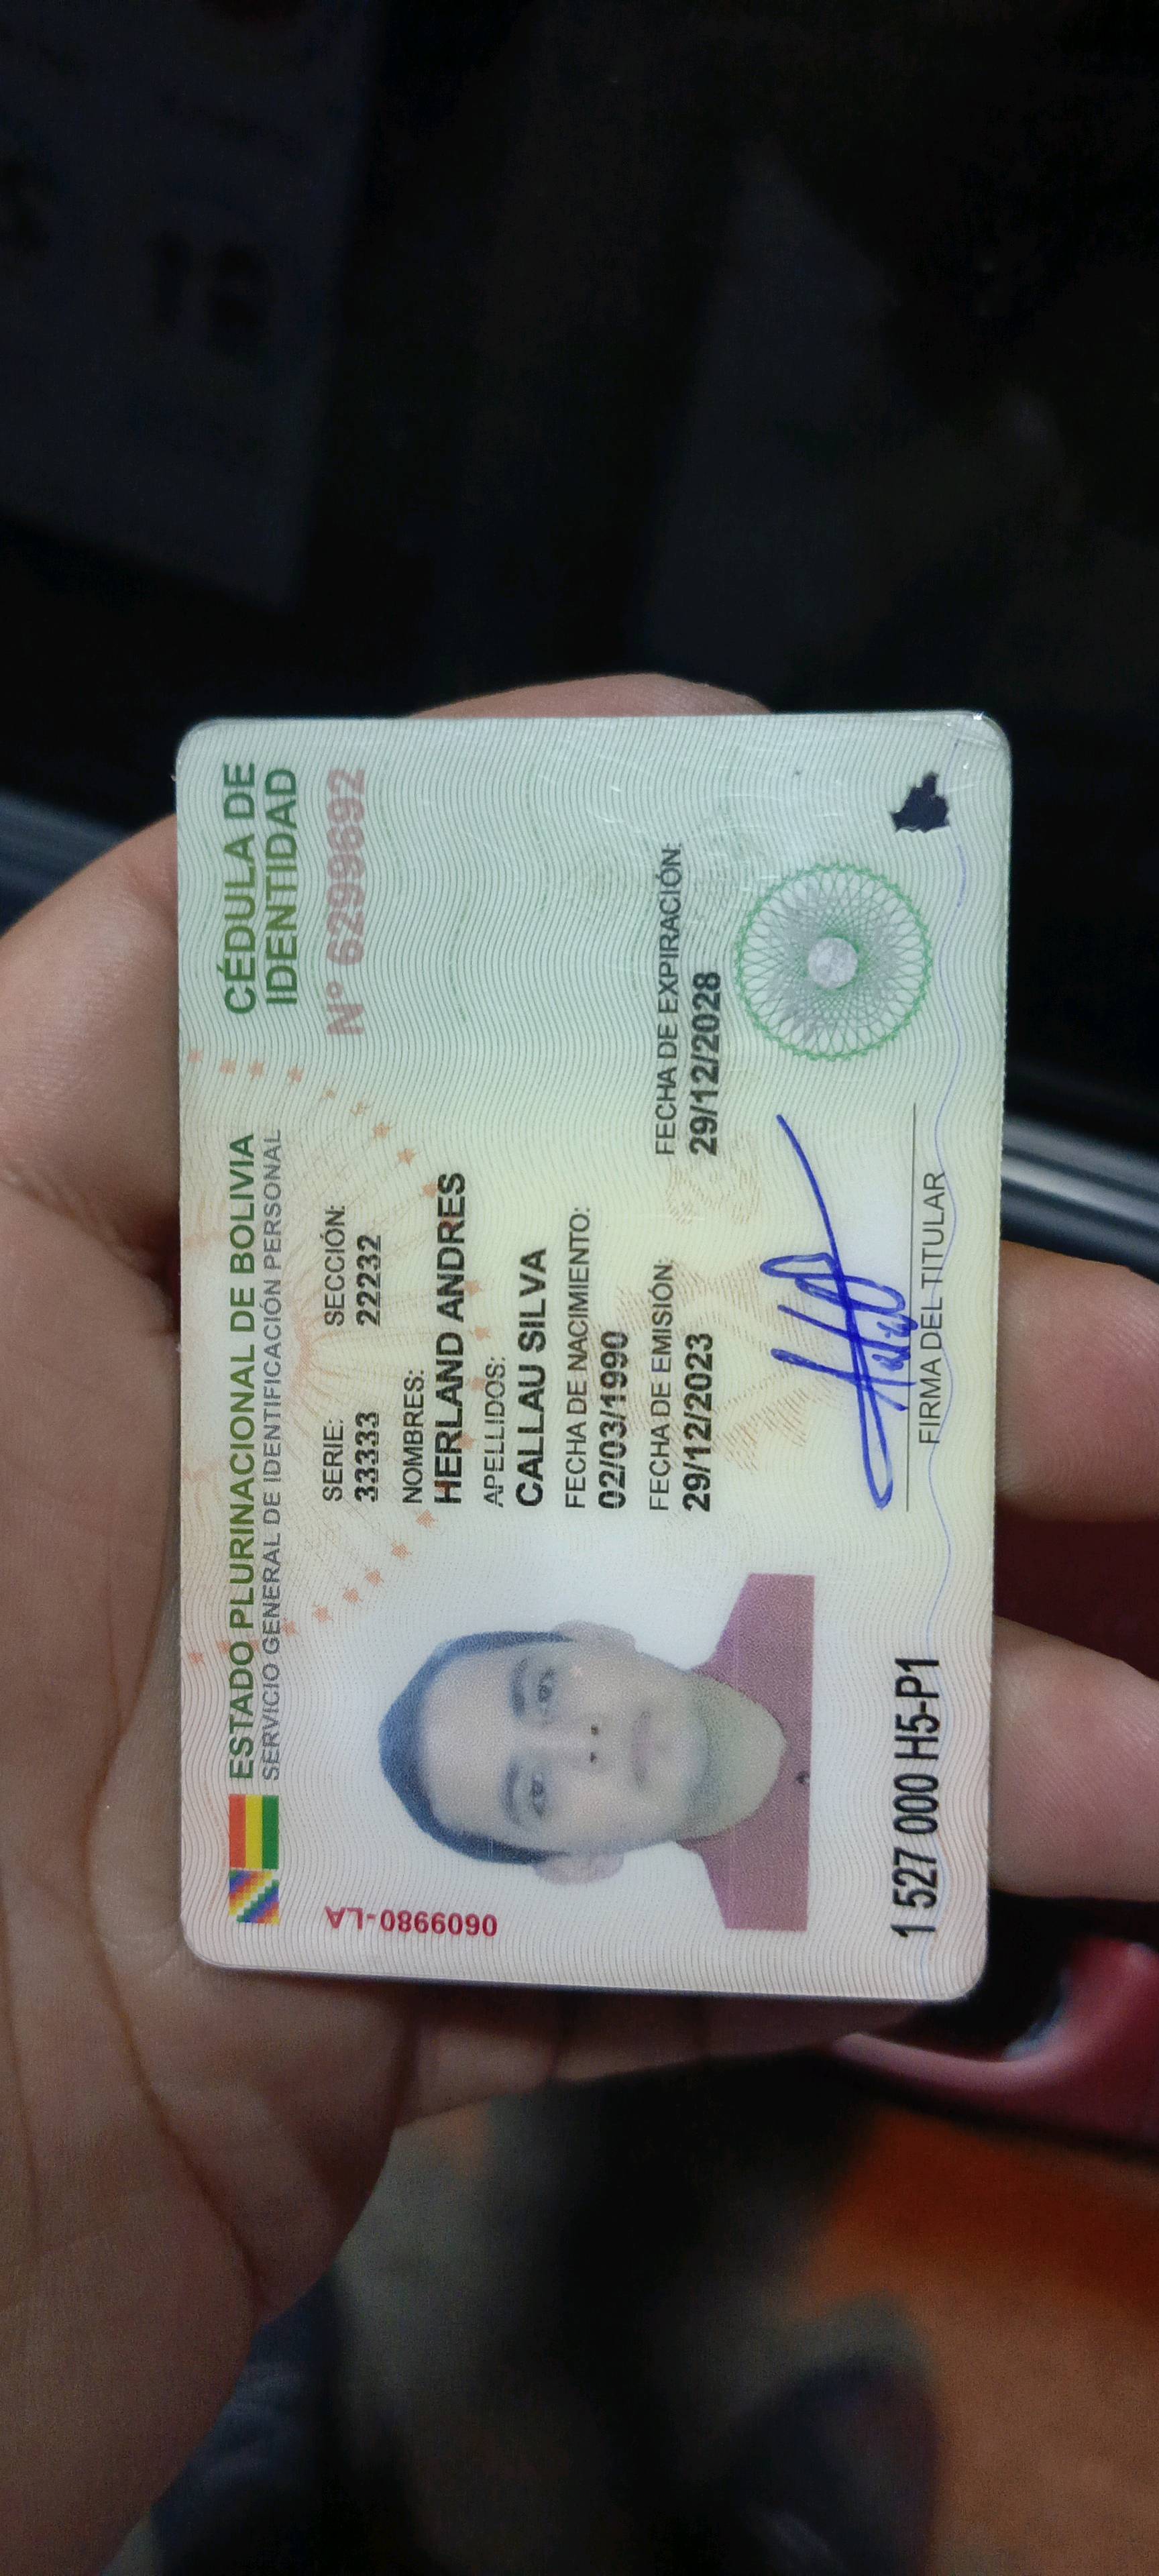 ESTADO PLURINACIONAL DE BOLIVIA
SERVICIO GENERAL DE IDENTIFICACIÓN PERSONAL
CÉDULA DE
IDENTIDAD
N° 6299692
SERIE: SECCIÓN:
33333 22232
NOMBRES:
HERLAND ANDRES
APELLIDOS:
CALLAU SILVA
FECHA DE NACIMIENTO:
02/03/1990
FECHA DE EMISIÓN: FECHA DE EXPIRACIÓN:
29/12/2023 29/12/2028
FIRMA DEL TITULAR
0609980-LA
1 527 000 H5-P1